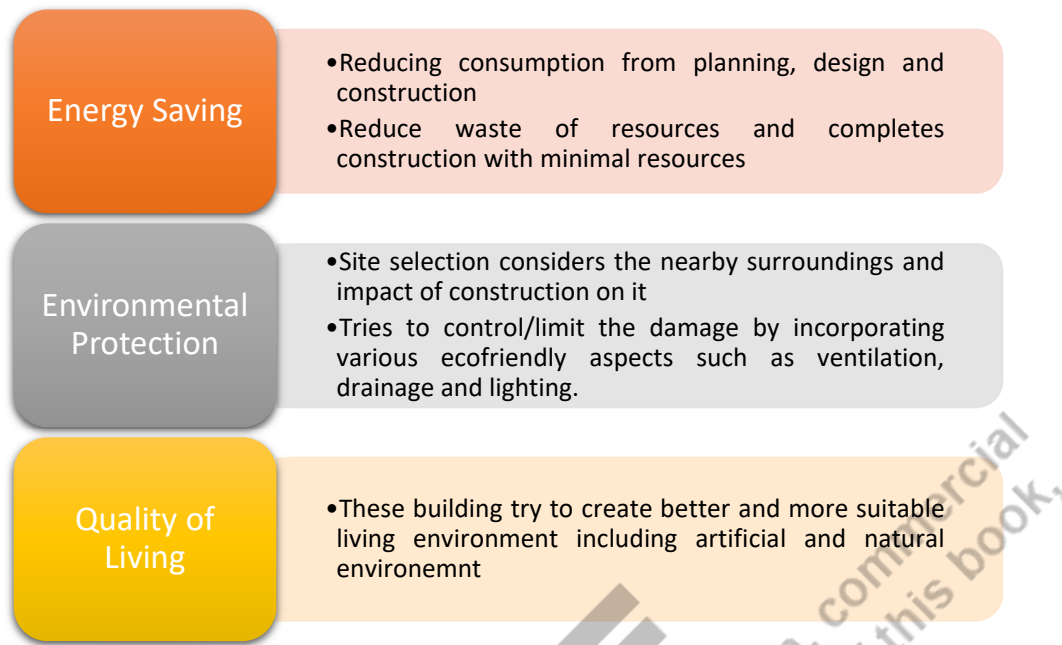 Energy Saving
•Reducing consumption from planning, design and
construction
•Reduce waste of resources and completes
construction with minimal resources
Environmental
Protection
•Site selection considers the nearby surroundings and
impact of construction on it
•Tries to control/limit the damage by incorporating
various ecofriendly aspects such as ventilation,
drainage and lighting.
Quality of
Living
•These building try to create better and more suitable
living environment including artificial and natural
environemnt
commercial
this book,